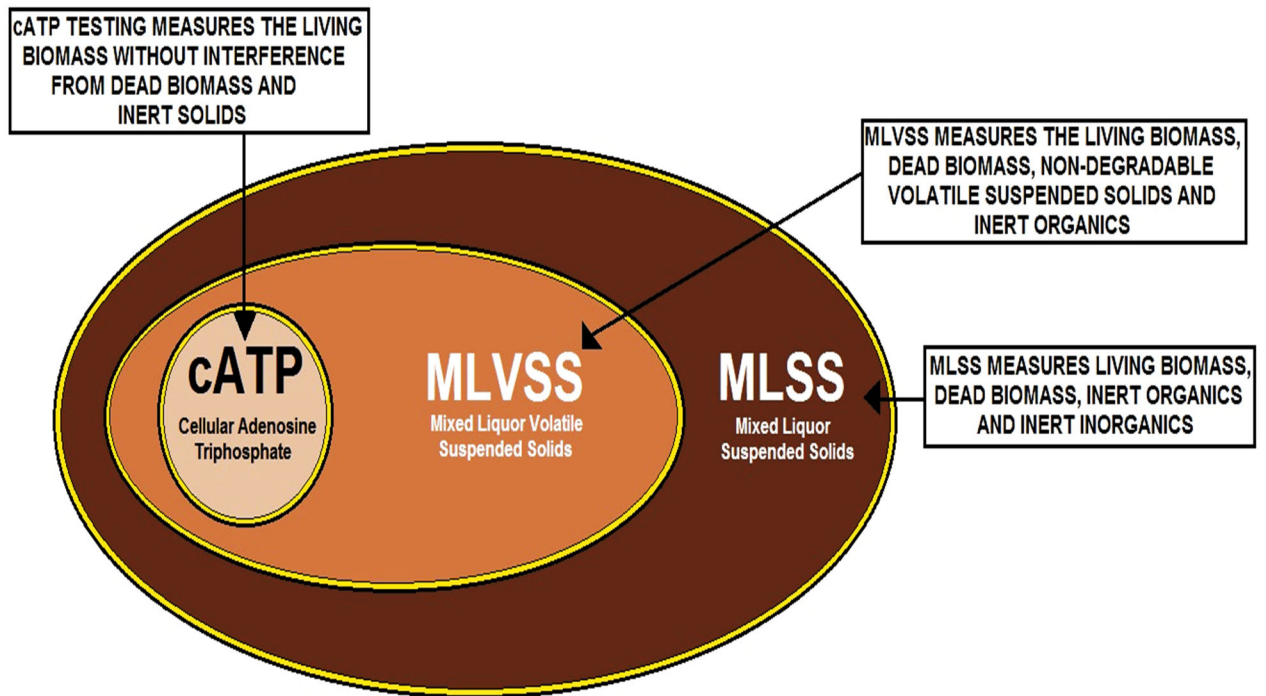 cATP TESTING MEASURES THE LIVING
BIOMASS WITHOUT INTERFERENCE
FROM DEAD BIOMASS AND
INERT SOLIDS
MLVSS MEASURES THE LIVING BIOMASS,
DEAD BIOMASS, NON-DEGRADABLE
VOLATILE SUSPENDED SOLIDS AND
INERT ORGANICS
cATP
Cellular Adenosine
Triphosphate
MLVSS
Mixed Liquor Volatile
Suspended Solids
MLSS
Mixed Liquor
Suspended Solids
MLSS MEASURES LIVING BIOMASS,
DEAD BIOMASS, INERT ORGANICS
AND INERT INORGANICS